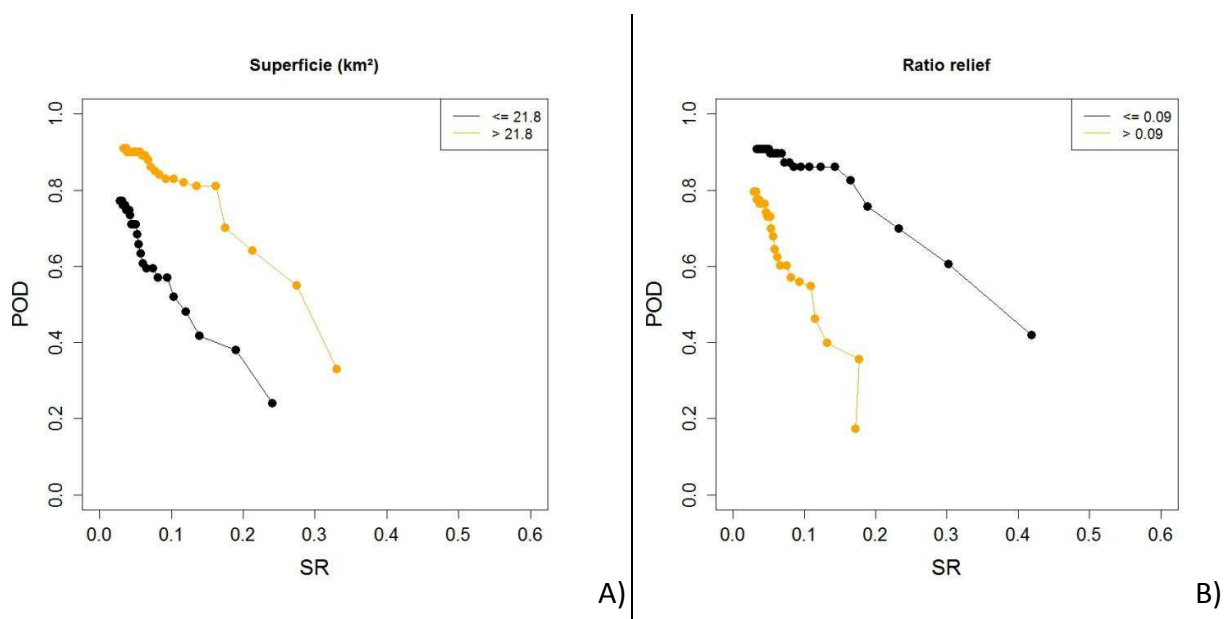 Superficie (km²)
<= 21.8
> 21.8
POD
0.0 0.2 0.4 0.6 0.8 1.0
0.0 0.1 0.2 0.3 0.4 0.5 0.6
SR
A)
Ratio relief
<= 0.09
> 0.09
POD
0.0 0.2 0.4 0.6 0.8 1.0
0.0 0.1 0.2 0.3 0.4 0.5 0.6
SR
B)